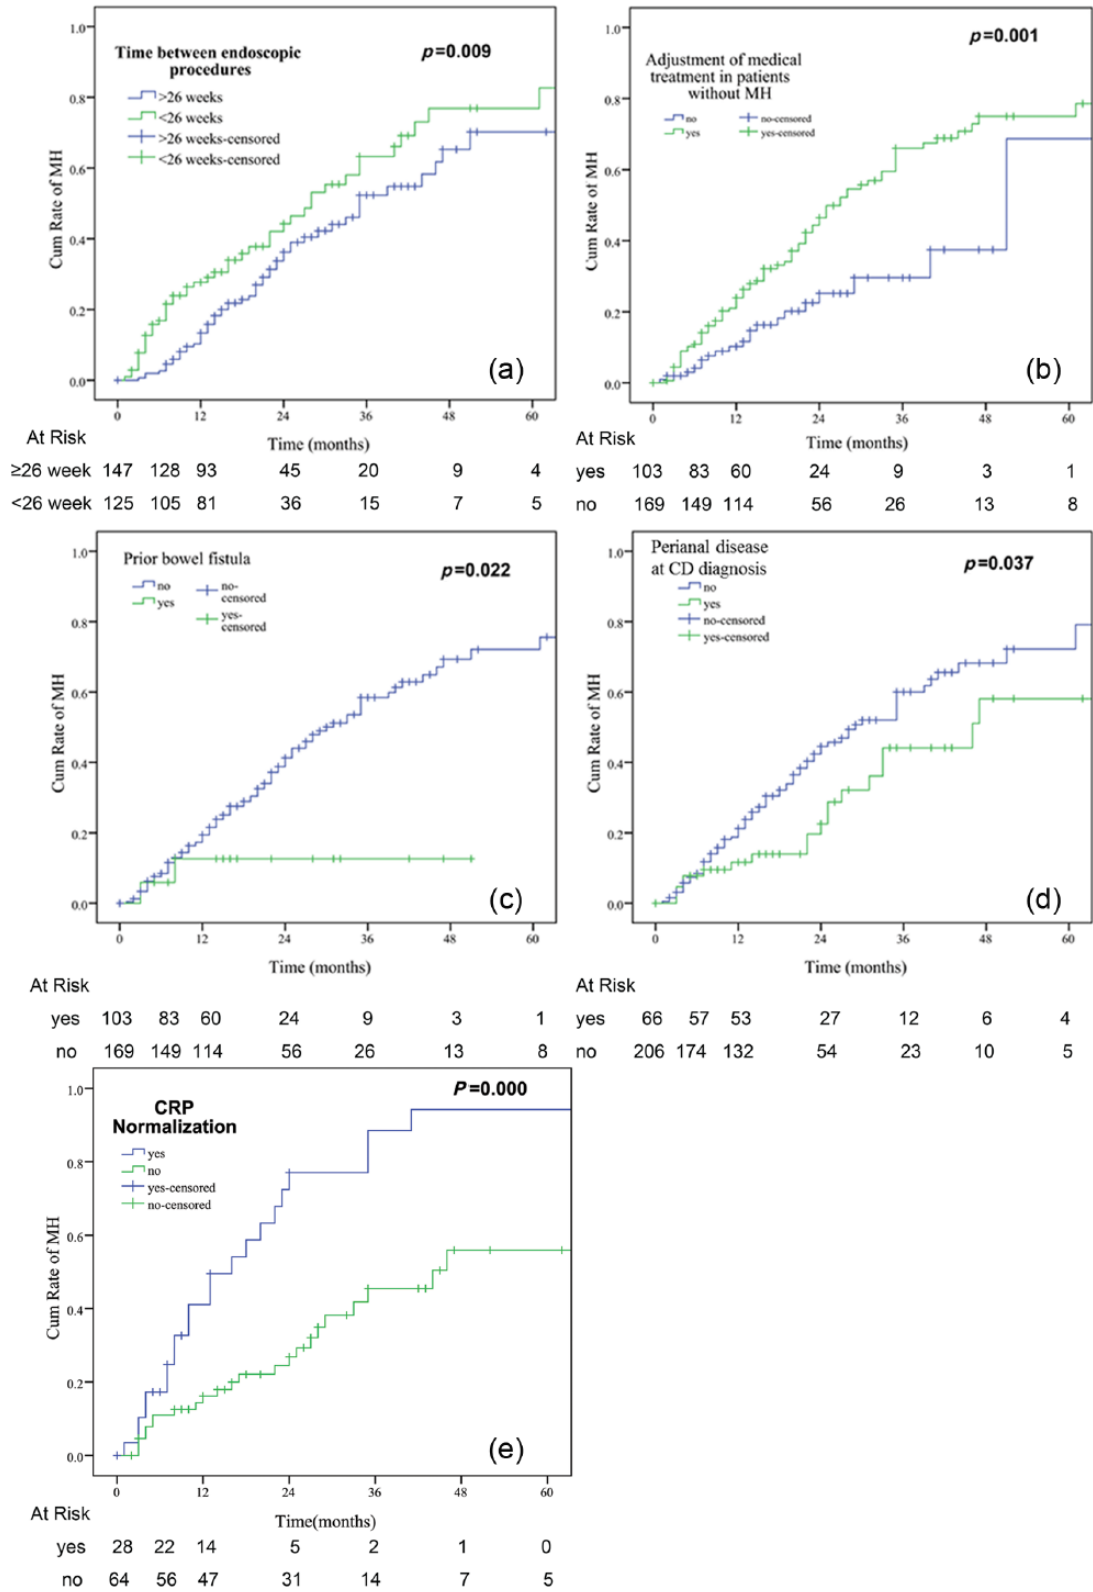 Time between endoscopic
procedures
>26 weeks
<26 weeks
>26 weeks-censored
<26 weeks-censored
p=0.009
Cum Rate of MH
1.0
0.8
0.6
0.4
0.2
0.0
(a)
0 12 24 36 48 60
Time (months)
At Risk
≥26 week 147 128 93 45 20 9 4
<26 week 125 105 81 36 15 7 5
Adjustment of medical
treatment in patients
without MH
no no-censored
yes yes-censored
p=0.001
Cum Rate of MH
1.0
0.8
0.6
0.4
0.2
0.0
(b)
0 12 24 36 48 60
Time (months)
At Risk
yes 103 83 60 24 9 3 1
no 169 149 114 56 26 13 8
Prior bowel fistula
no no-
censored
yes yes-
censored
p=0.022
Cum Rate of MH
1.0
0.8
0.6
0.4
0.2
0.0
(c)
0 12 24 36 48 60
Time (months)
At Risk
yes 103 83 60 24 9 3 1
no 169 149 114 56 26 13 8
Perianal disease
at CD diagnosis
no
yes
no-censored
yes-censored
p=0.037
Cum Rate of MH
1.0
0.8
0.6
0.4
0.2
0.0
(d)
0 12 24 36 48 60
Time (months)
At Risk
yes 66 57 53 27 12 6 4
no 206 174 132 54 23 10 5
CRP
Normalization
yes
no
yes-censored
no-censored
P=0.000
Cum Rate of MH
1.0
0.8
0.6
0.4
0.2
0.0
(e)
0 12 24 36 48 60
Time(months)
At Risk
yes 28 22 14 5 2 1 0
no 64 56 47 31 14 7 5